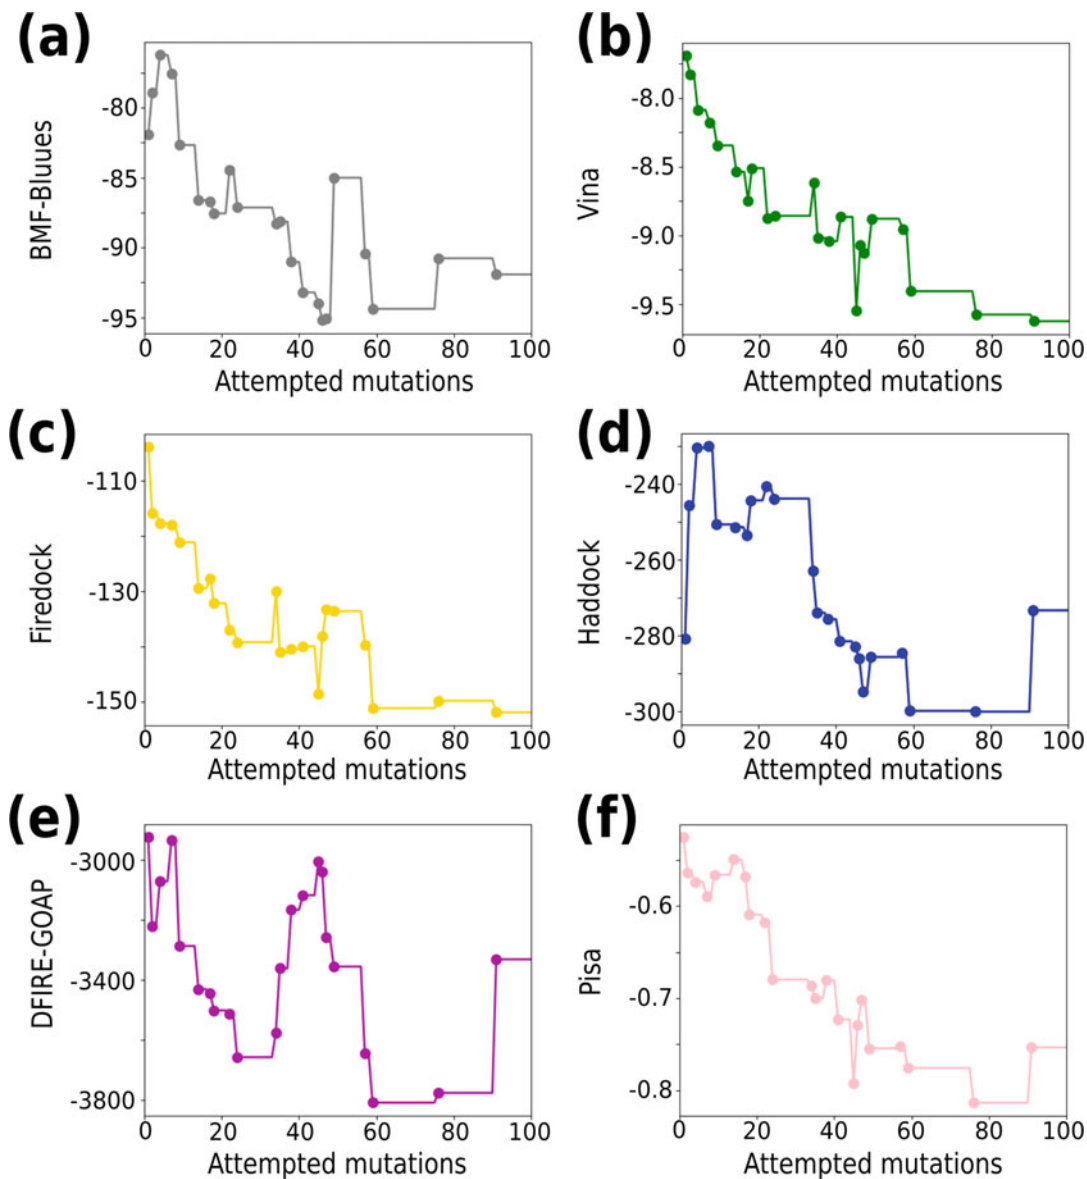 (a)
BMF-Bluues
-80
-85
-90
-95
0 20 40 60 80 100
Attempted mutations
(b)
Vina
-8.0
-8.5
-9.0
-9.5
0 20 40 60 80 100
Attempted mutations
(c)
Firedock
-110
-130
-150
0 20 40 60 80 100
Attempted mutations
(d)
Haddock
-240
-260
-280
-300
0 20 40 60 80 100
Attempted mutations
(e)
DFIRE-GOAP
-3000
-3400
-3800
0 20 40 60 80 100
Attempted mutations
(f)
Pisa
-0.6
-0.7
-0.8
0 20 40 60 80 100
Attempted mutations